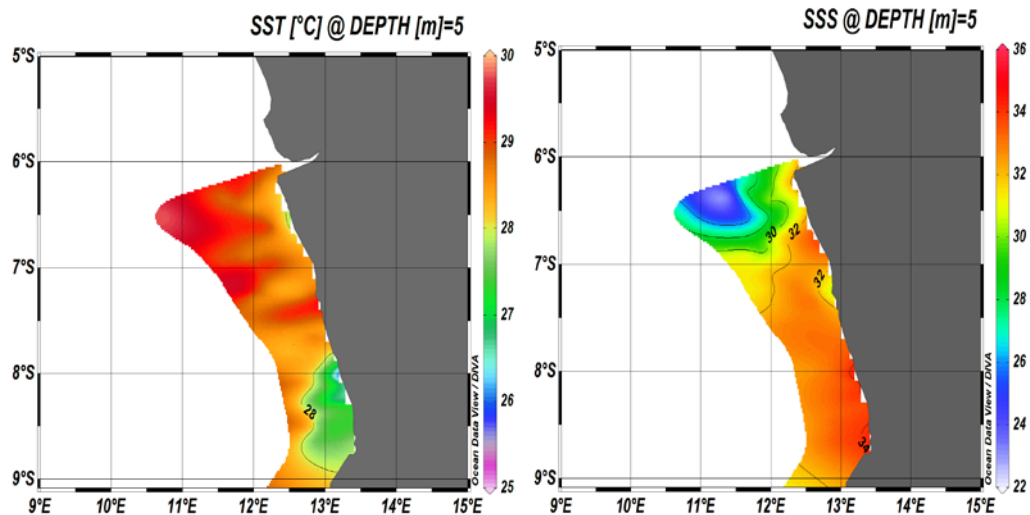 SST [°C] @ DEPTH [m]=5
5°S
6°S
7°S
8°S
9°S
9°E
10°E
11°E
12°E
13°E
14°E
15°E
28
30
29
28
27
26
25
Ocean Data View / DIVA
SSS @ DEPTH [m]=5
5°S
6°S
7°S
8°S
9°S
9°E
10°E
11°E
12°E
13°E
14°E
15°E
30
32
32
34
36
34
32
30
28
26
24
22
Ocean Data View / DIVA